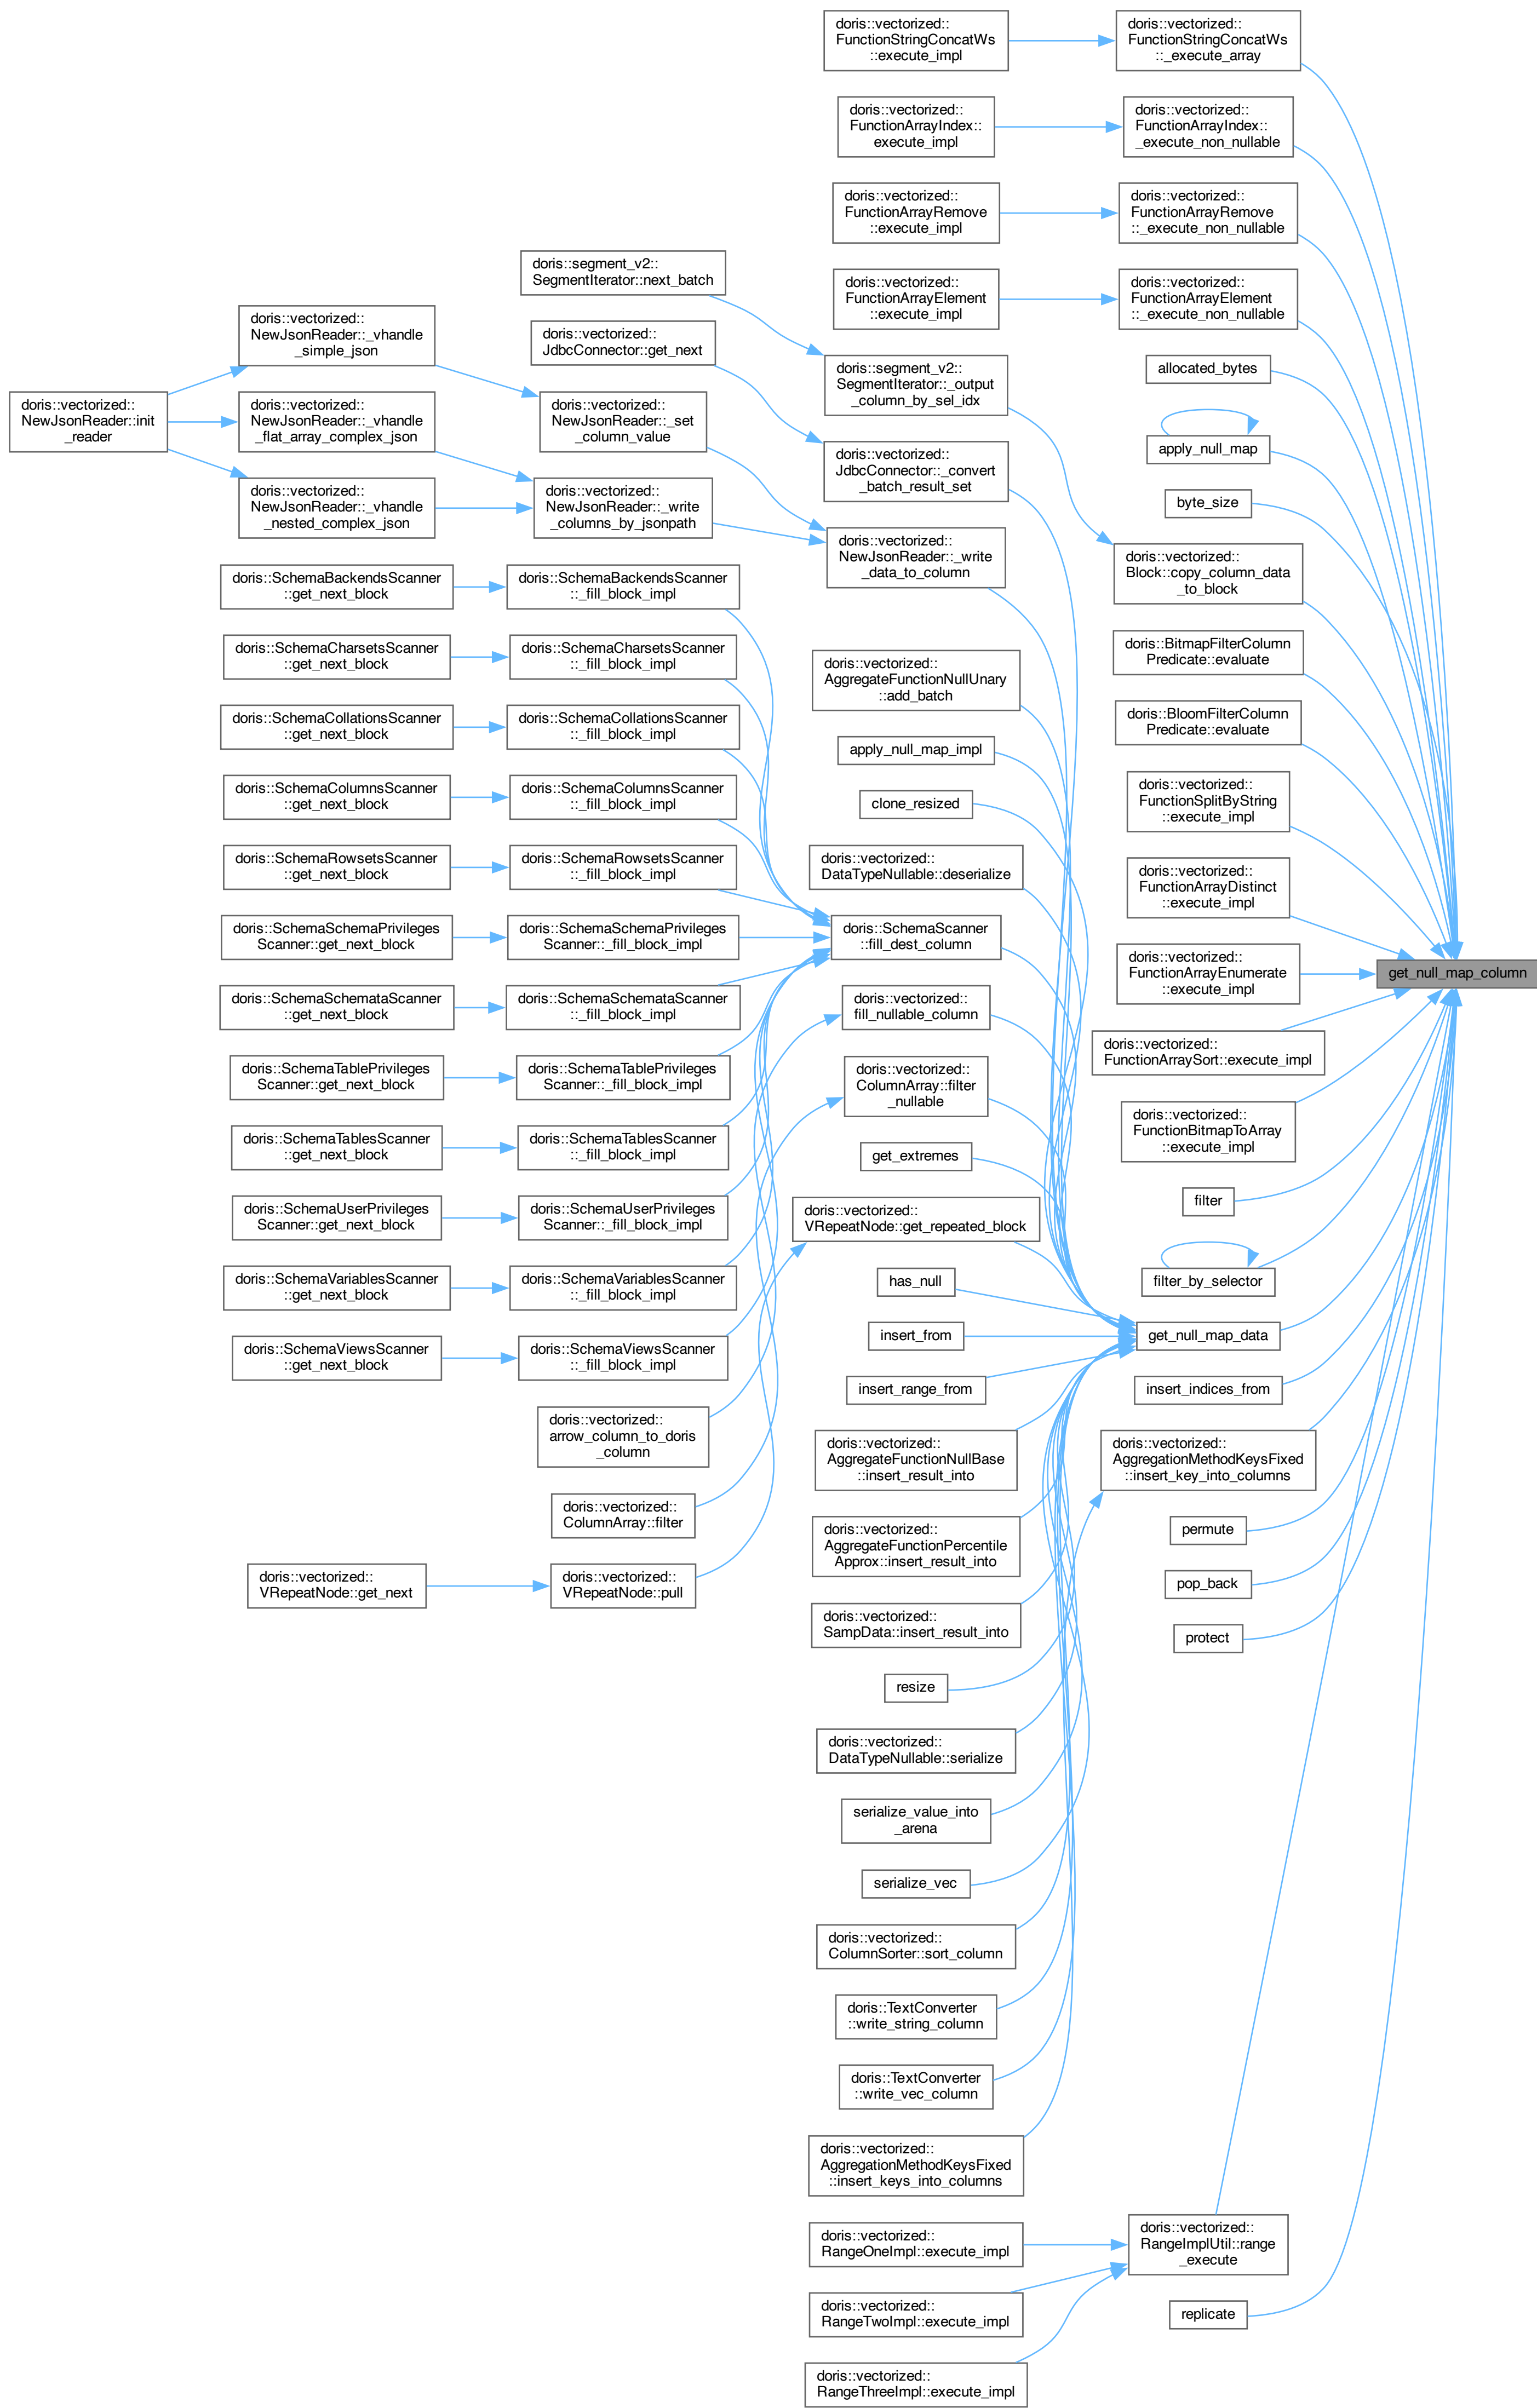 doris::vectorized::
FunctionStringConcatWs
::execute_impl
doris::vectorized::
FunctionStringConcatWs
::_execute_array
doris::vectorized::
FunctionArrayIndex::
execute_impl
doris::vectorized::
FunctionArrayIndex::
_execute_non_nullable
doris::vectorized::
FunctionArrayRemove
::execute_impl
doris::vectorized::
FunctionArrayRemove
::_execute_non_nullable
doris::segment_v2::
SegmentIterator::next_batch
doris::vectorized::
FunctionArrayElement
::execute_impl
doris::vectorized::
FunctionArrayElement
::_execute_non_nullable
doris::vectorized::
NewJsonReader::_vhandle
_simple_json
doris::vectorized::
JdbcConnector::get_next
doris::segment_v2::
SegmentIterator::_output
_column_by_sel_idx
allocated_bytes
doris::vectorized::
NewJsonReader::init
_reader
doris::vectorized::
NewJsonReader::_vhandle
_flat_array_complex_json
doris::vectorized::
NewJsonReader::_set
_column_value
doris::vectorized::
JdbcConnector::_convert
_batch_result_set
apply_null_map
doris::vectorized::
NewJsonReader::_vhandle
_nested_complex_json
doris::vectorized::
NewJsonReader::_write
_columns_by_jsonpath
byte_size
doris::vectorized::
NewJsonReader::_write
_data_to_column
doris::vectorized::
Block::copy_column_data
_to_block
doris::SchemaBackendsScanner
::get_next_block
doris::SchemaBackendsScanner
::_fill_block_impl
doris::SchemaCharsetsScanner
::get_next_block
doris::SchemaCharsetsScanner
::_fill_block_impl
doris::vectorized::
AggregateFunctionNullUnary
::add_batch
doris::BitmapFilterColumn
Predicate::evaluate
doris::SchemaCollationsScanner
::get_next_block
doris::SchemaCollationsScanner
::_fill_block_impl
apply_null_map_impl
doris::BloomFilterColumn
Predicate::evaluate
doris::SchemaColumnsScanner
::get_next_block
doris::SchemaColumnsScanner
::_fill_block_impl
clone_resized
doris::vectorized::
FunctionSplitByString
::execute_impl
doris::SchemaRowsetsScanner
::get_next_block
doris::SchemaRowsetsScanner
::_fill_block_impl
doris::vectorized::
DataTypeNullable::deserialize
doris::vectorized::
FunctionArrayDistinct
::execute_impl
doris::SchemaSchemaPrivileges
Scanner::get_next_block
doris::SchemaSchemaPrivileges
Scanner::_fill_block_impl
doris::SchemaScanner
::fill_dest_column
doris::vectorized::
FunctionArrayEnumerate
::execute_impl
get_null_map_column
doris::SchemaSchemataScanner
::get_next_block
doris::SchemaSchemataScanner
::_fill_block_impl
doris::vectorized::
fill_nullable_column
doris::vectorized::
FunctionArraySort::execute_impl
doris::SchemaTablePrivileges
Scanner::get_next_block
doris::SchemaTablePrivileges
Scanner::_fill_block_impl
doris::vectorized::
ColumnArray::filter
_nullable
doris::vectorized::
FunctionBitmapToArray
::execute_impl
doris::SchemaTablesScanner
::get_next_block
doris::SchemaTablesScanner
::_fill_block_impl
get_extremes
filter
doris::SchemaUserPrivileges
Scanner::get_next_block
doris::SchemaUserPrivileges
Scanner::_fill_block_impl
doris::vectorized::
VRepeatNode::get_repeated_block
doris::SchemaVariablesScanner
::get_next_block
doris::SchemaVariablesScanner
::_fill_block_impl
has_null
filter_by_selector
doris::SchemaViewsScanner
::get_next_block
doris::SchemaViewsScanner
::_fill_block_impl
insert_from
get_null_map_data
insert_range_from
insert_indices_from
doris::vectorized::
arrow_column_to_doris
_column
doris::vectorized::
AggregateFunctionNullBase
::insert_result_into
doris::vectorized::
AggregationMethodKeysFixed
::insert_key_into_columns
doris::vectorized::
ColumnArray::filter
doris::vectorized::
AggregateFunctionPercentile
Approx::insert_result_into
permute
doris::vectorized::
VRepeatNode::get_next
doris::vectorized::
VRepeatNode::pull
pop_back
doris::vectorized::
SampData::insert_result_into
protect
resize
doris::vectorized::
DataTypeNullable::serialize
serialize_value_into
_arena
serialize_vec
doris::vectorized::
ColumnSorter::sort_column
doris::TextConverter
::write_string_column
doris::TextConverter
::write_vec_column
doris::vectorized::
AggregationMethodKeysFixed
::insert_keys_into_columns
doris::vectorized::
RangeOneImpl::execute_impl
doris::vectorized::
RangeImplUtil::range
_execute
doris::vectorized::
RangeTwoImpl::execute_impl
replicate
doris::vectorized::
RangeThreeImpl::execute_impl